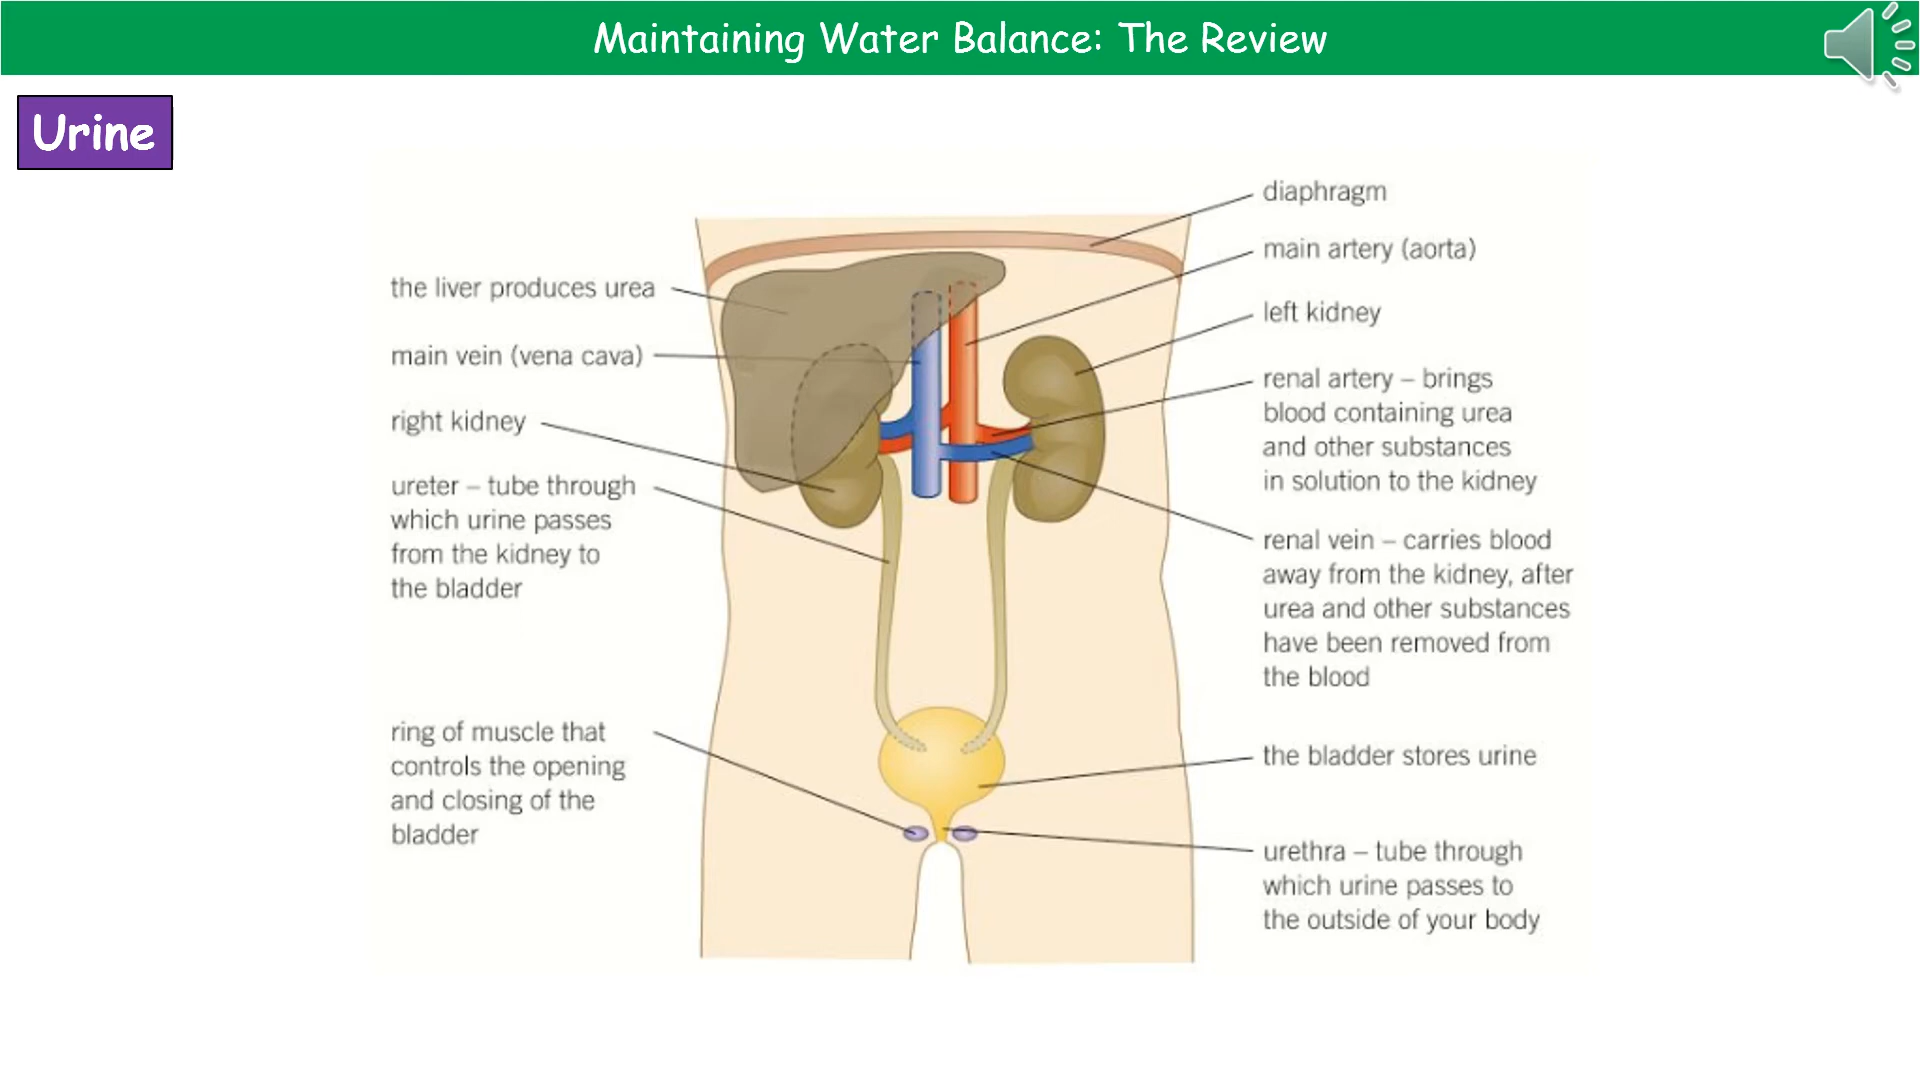 Maintaining Water Balance: The Review
Urine
the liver produces urea
main vein (vena cava)
right kidney
ureter – tube through
which urine passes
from the kidney to
the bladder
ring of muscle that
controls the opening
and closing of the
bladder
diaphragm
main artery (aorta)
left kidney
renal artery – brings
blood containing urea
and other substances
in solution to the kidney
renal vein – carries blood
away from the kidney, after
urea and other substances
have been removed from
the blood
the bladder stores urine
urethra – tube through
which urine passes to
the outside of your body